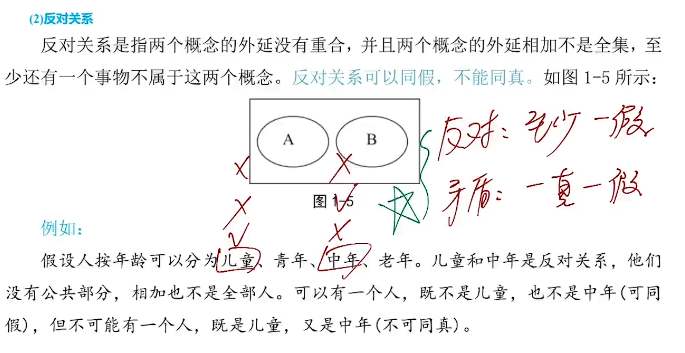 (2)反对关系
反对关系是指两个概念的外延没有重合，并且两个概念的外延相加不是全集，至
少还有一个事物不属于这两个概念。反对关系可以同假，不能同真。如图1-5所示：
A
B
反对：至少一假
矛盾：一真一假
图1-5
例如：
假设人按年龄可以分为儿童、青年、中年、老年。儿童和中年是反对关系，他们
没有公共部分，相加也不是全部人。可以有一个人，既不是儿童，也不是中年(可同
假)，但不可能有一个人，既是儿童，又是中年(不可同真)。